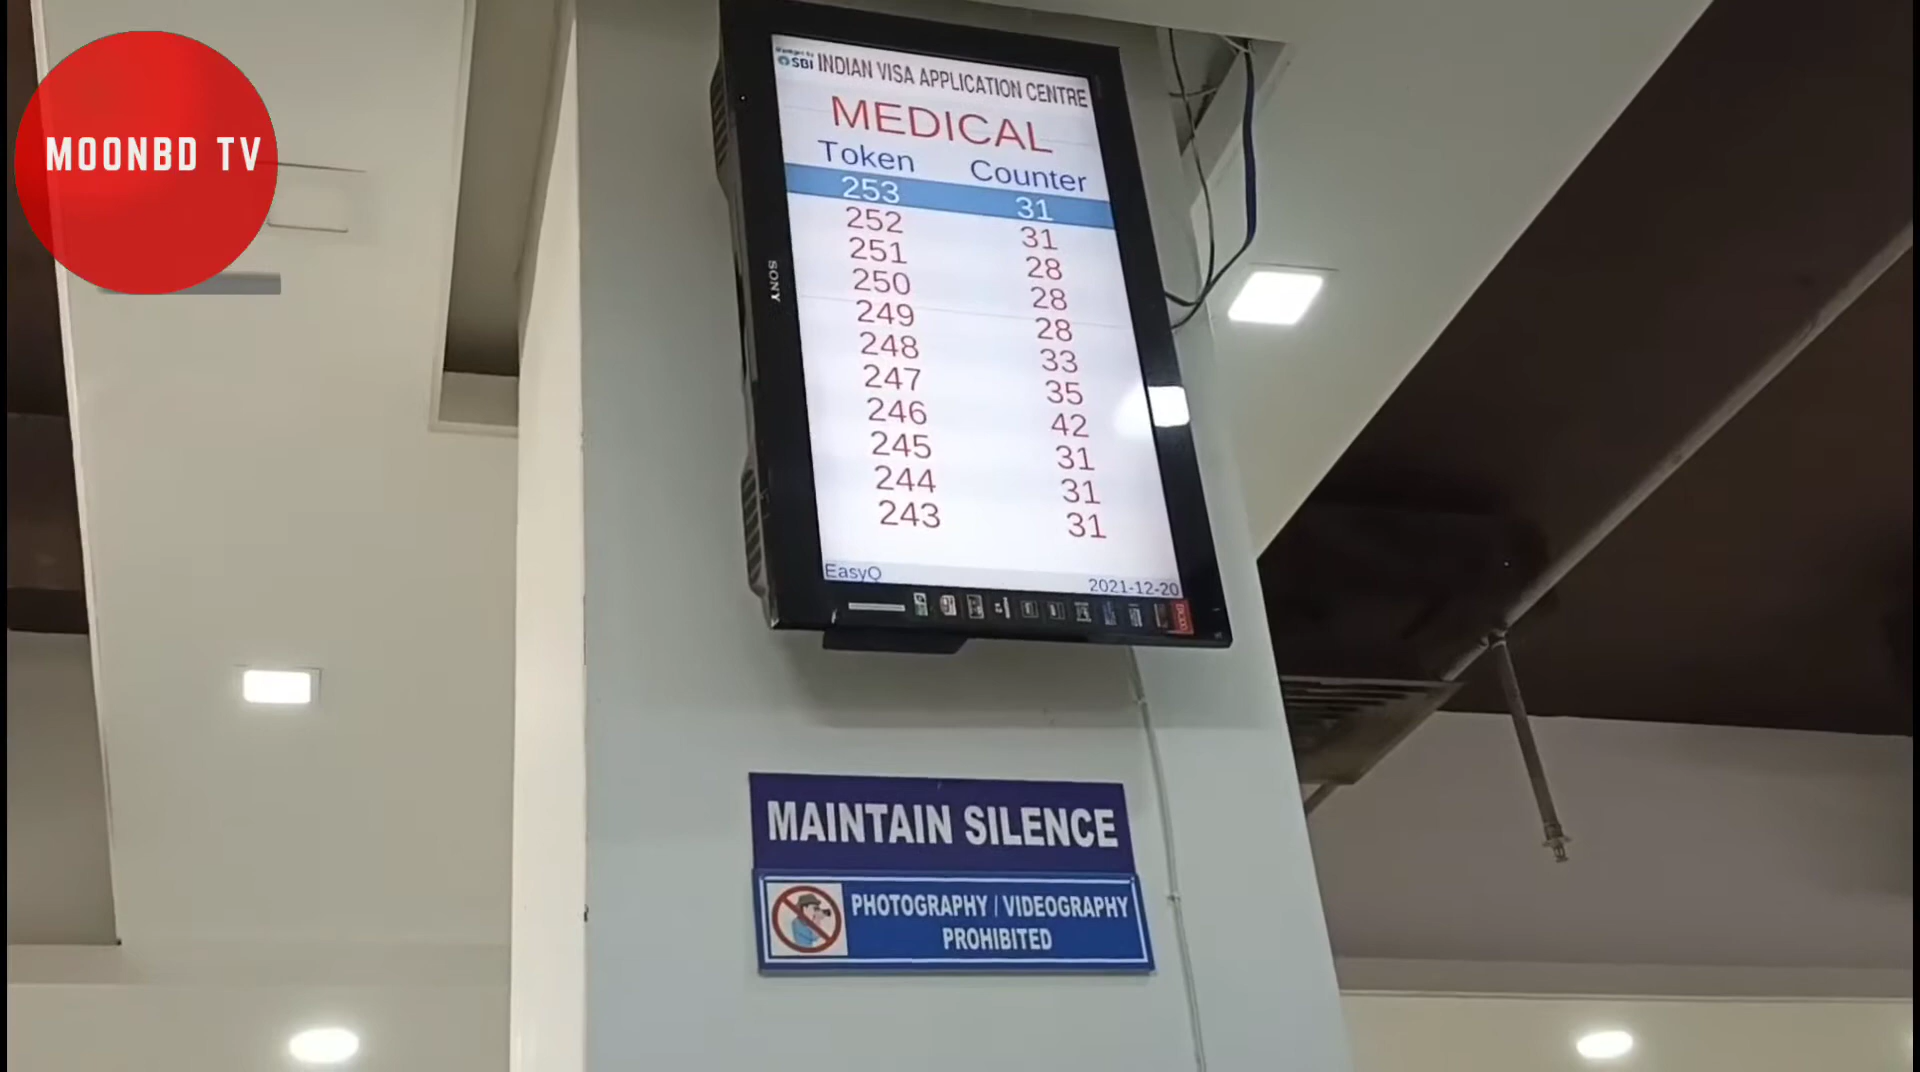 MOONBD TV
Managed by
SBI INDIAN VISA APPLICATION CENTRE
MEDICAL
Token Counter
253 31
252 31
251 28
250 28
249 28
248 33
247 35
246 42
245 31
244 31
243 31
EasyQ 2021-12-20
SONY
MAINTAIN SILENCE
PHOTOGRAPHY / VIDEOGRAPHY
PROHIBITED